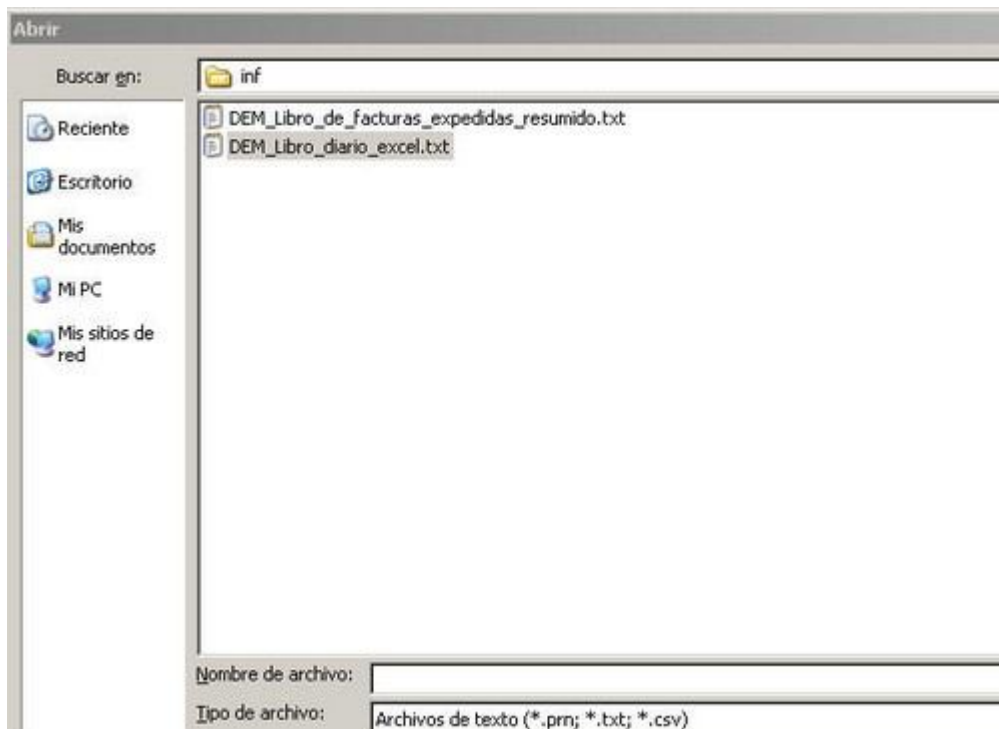 Abrir
Buscar en:
inf
Reciente
Escritorio
Mis
documentos
Mi PC
Mis sitios de
red
DEM_Libro_de_facturas_expedidas_resumido.txt
DEM_Libro_diario_excel.txt
Nombre de archivo:
Tipo de archivo:
Archivos de texto (*.prn; *.txt; *.csv)